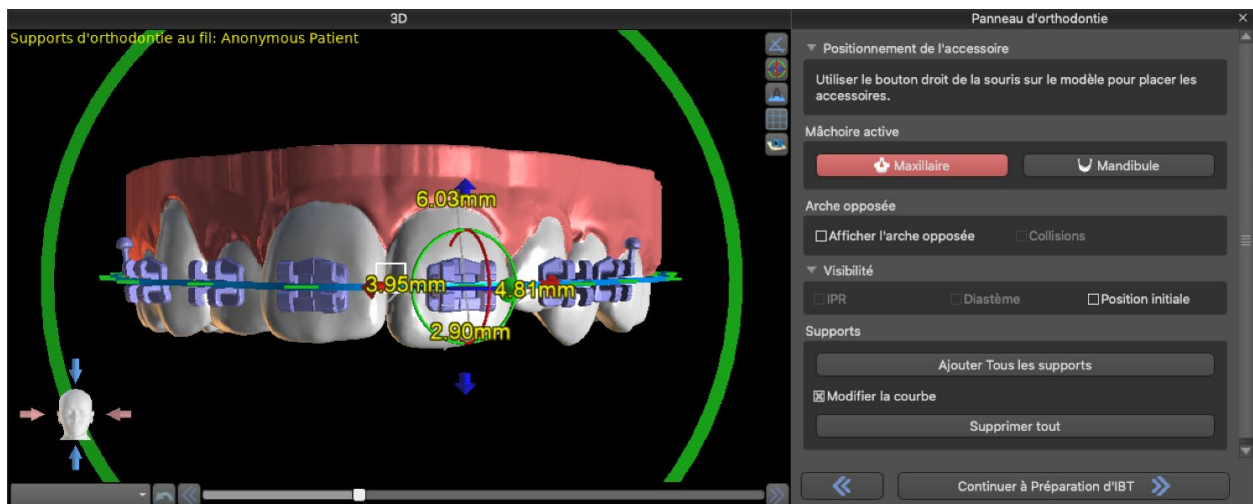 3D
Panneau d'orthodontie
Supports d'orthodontie au fil: Anonymous Patient
6.03mm
3.95mm
4.81mm
2.90mm
Positionnement de l'accessoire
Utiliser le bouton droit de la souris sur le modèle pour placer les
accessoires.
Mâchoire active
Maxillaire
Mandibule
Arche opposée
Afficher l'arche opposée
Collisions
Visibilité
IPR
Diastème
Position initiale
Supports
Ajouter Tous les supports
Modifier la courbe
Supprimer tout
Continuer à Préparation d'IBT